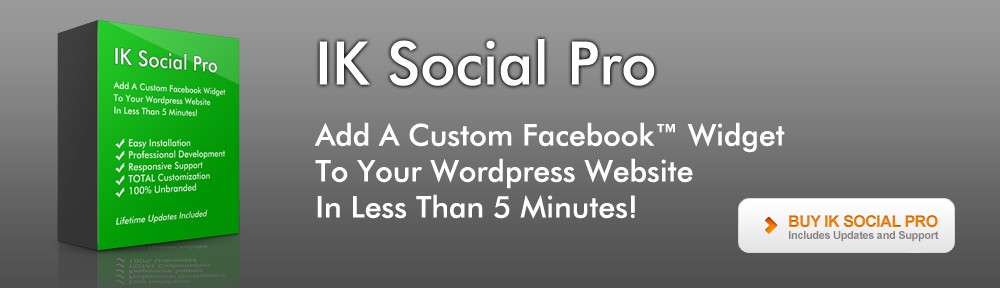 IK Social Pro
Add A Custom Facebook Widget
To Your Wordpress Website
In Less Than 5 Minutes!
Easy Installation
Professional Development
Responsive Support
TOTAL Customization
100% Unbranded
Lifetime Updates Included
IK Social Pro
Add A Custom Facebook™ Widget
To Your Wordpress Website
In Less Than 5 Minutes!
BUY IK SOCIAL PRO
Includes Updates and Support